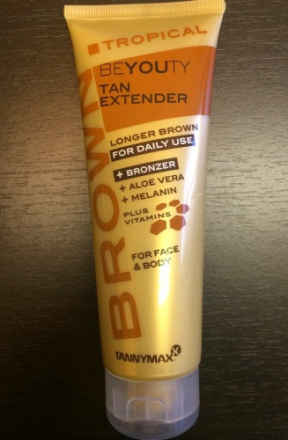 TROPICAL
BROWN
BEYOUTY
TAN
EXTENDER
LONGER BROWN
FOR DAILY USE
+ BRONZER
+ ALOE VERA
+ MELANIN
PLUS
VITAMINS
FOR FACE
& BODY
TANNYMAXX